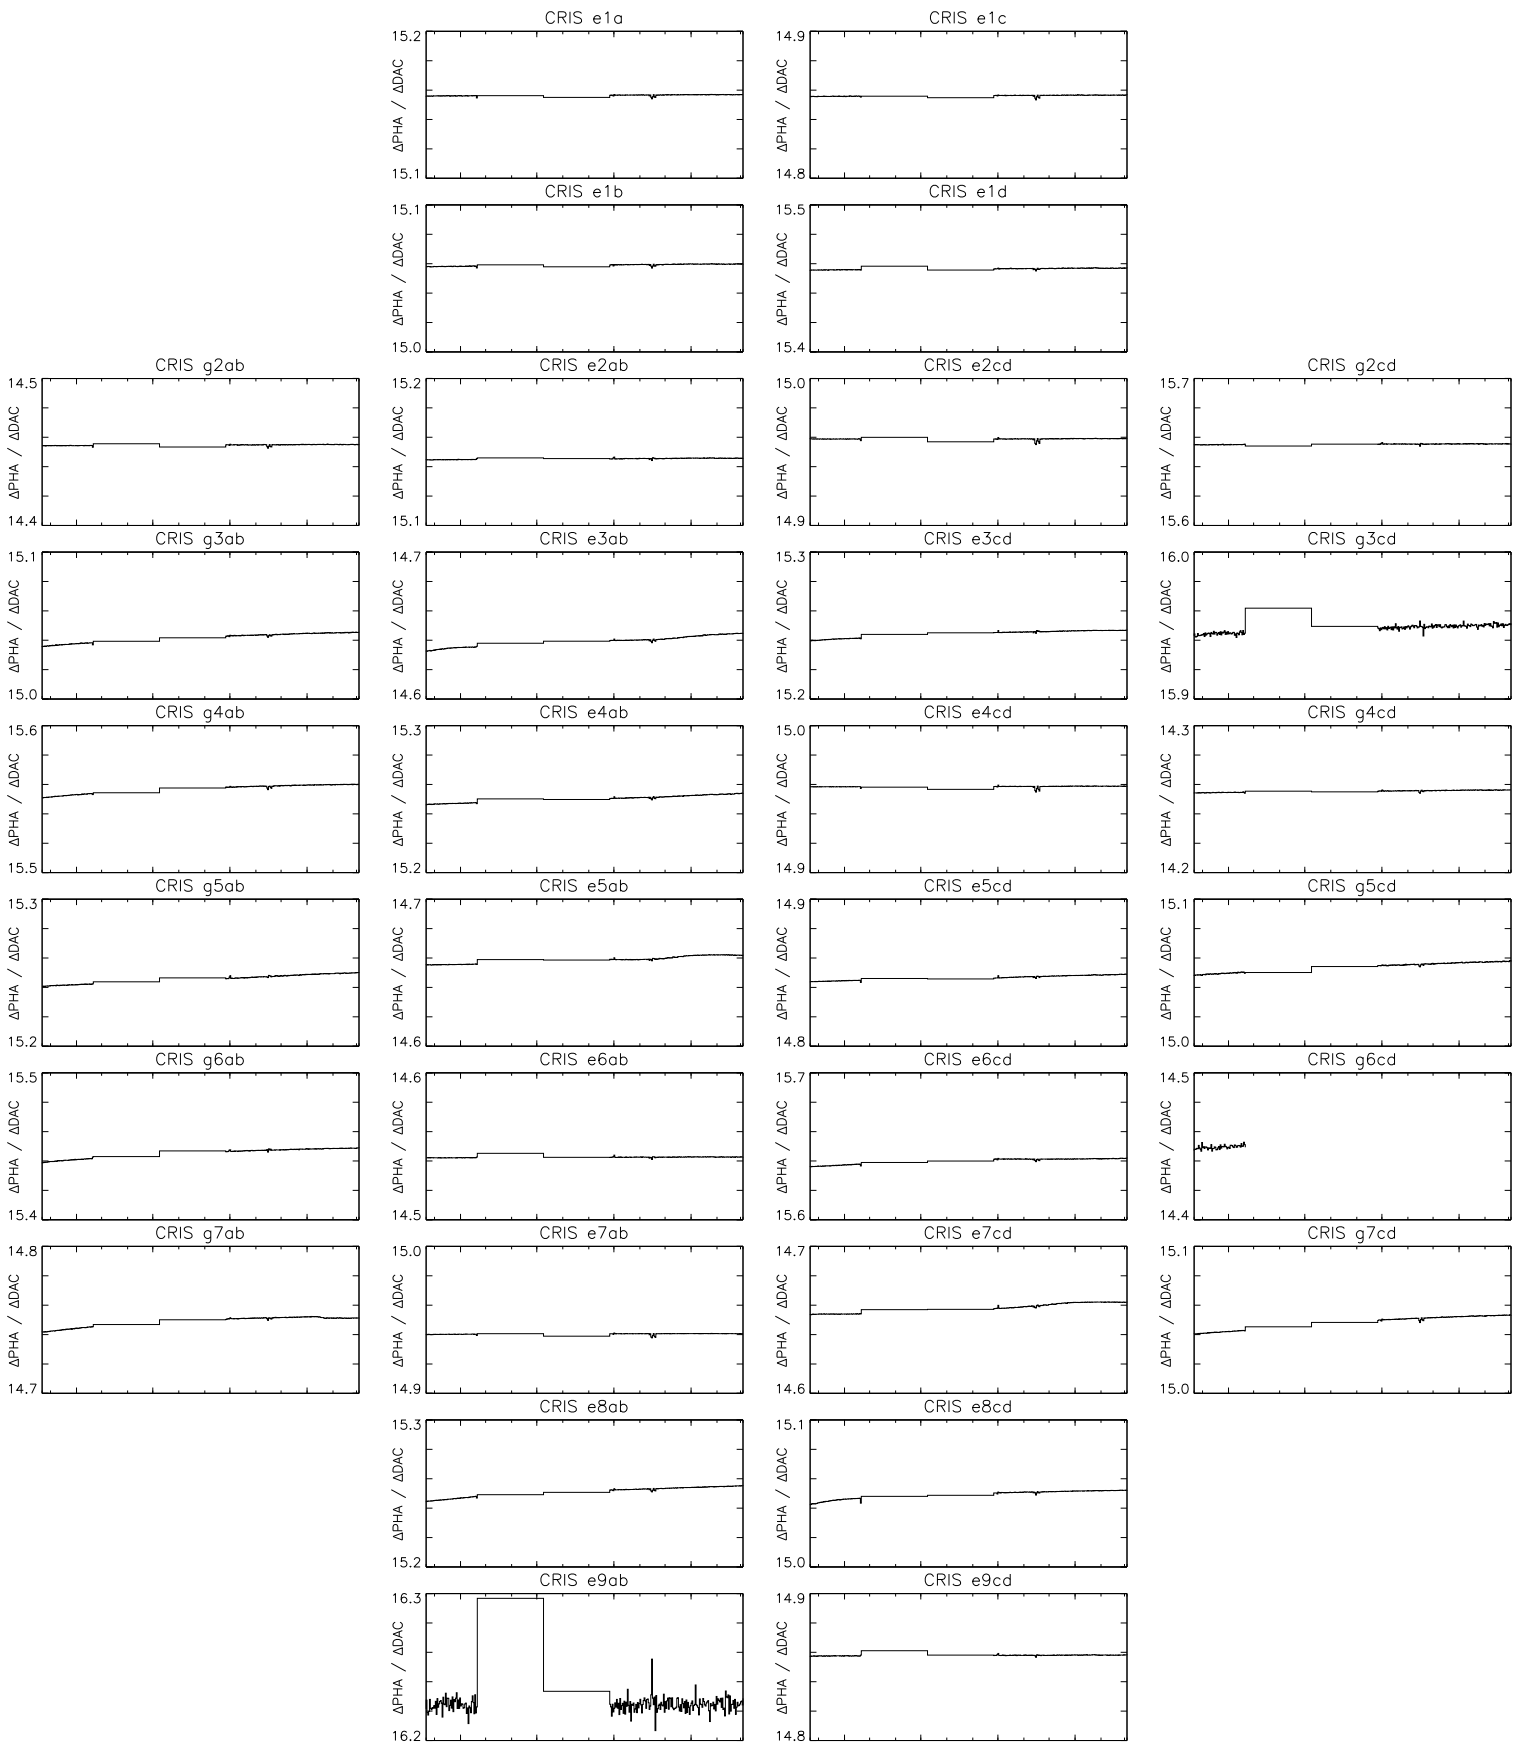 CRIS e1a
15.2
ΔPHA / ΔDAC
15.1
CRIS e1c
14.9
ΔPHA / ΔDAC
14.8
CRIS e1b
15.1
ΔPHA / ΔDAC
15.0
CRIS e1d
15.5
ΔPHA / ΔDAC
15.4
CRIS g2ab
14.5
ΔPHA / ΔDAC
14.4
CRIS e2ab
15.2
ΔPHA / ΔDAC
15.1
CRIS e2cd
15.0
ΔPHA / ΔDAC
14.9
CRIS g2cd
15.7
ΔPHA / ΔDAC
15.6
CRIS g3ab
15.1
ΔPHA / ΔDAC
15.0
CRIS e3ab
14.7
ΔPHA / ΔDAC
14.6
CRIS e3cd
15.3
ΔPHA / ΔDAC
15.2
CRIS g3cd
16.0
ΔPHA / ΔDAC
15.9
CRIS g4ab
15.6
ΔPHA / ΔDAC
15.5
CRIS e4ab
15.3
ΔPHA / ΔDAC
15.2
CRIS e4cd
15.0
ΔPHA / ΔDAC
14.9
CRIS g4cd
14.3
ΔPHA / ΔDAC
14.2
CRIS g5ab
15.3
ΔPHA / ΔDAC
15.2
CRIS e5ab
14.7
ΔPHA / ΔDAC
14.6
CRIS e5cd
14.9
ΔPHA / ΔDAC
14.8
CRIS g5cd
15.1
ΔPHA / ΔDAC
15.0
CRIS g6ab
15.5
ΔPHA / ΔDAC
15.4
CRIS e6ab
14.6
ΔPHA / ΔDAC
14.5
CRIS e6cd
15.7
ΔPHA / ΔDAC
15.6
CRIS g6cd
14.5
ΔPHA / ΔDAC
14.4
CRIS g7ab
14.8
ΔPHA / ΔDAC
14.7
CRIS e7ab
15.0
ΔPHA / ΔDAC
14.9
CRIS e7cd
14.7
ΔPHA / ΔDAC
14.6
CRIS g7cd
15.1
ΔPHA / ΔDAC
15.0
CRIS e8ab
15.3
ΔPHA / ΔDAC
15.2
CRIS e8cd
15.1
ΔPHA / ΔDAC
15.0
CRIS e9ab
16.3
ΔPHA / ΔDAC
16.2
CRIS e9cd
14.9
ΔPHA / ΔDAC
14.8